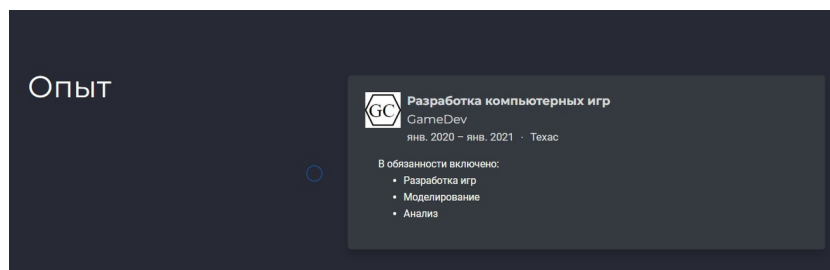 Опыт
GC
Разработка компьютерных игр
GameDev
янв. 2020 – янв. 2021 · Техас
В обязанности включено:
• Разработка игр
• Моделирование
• Анализ